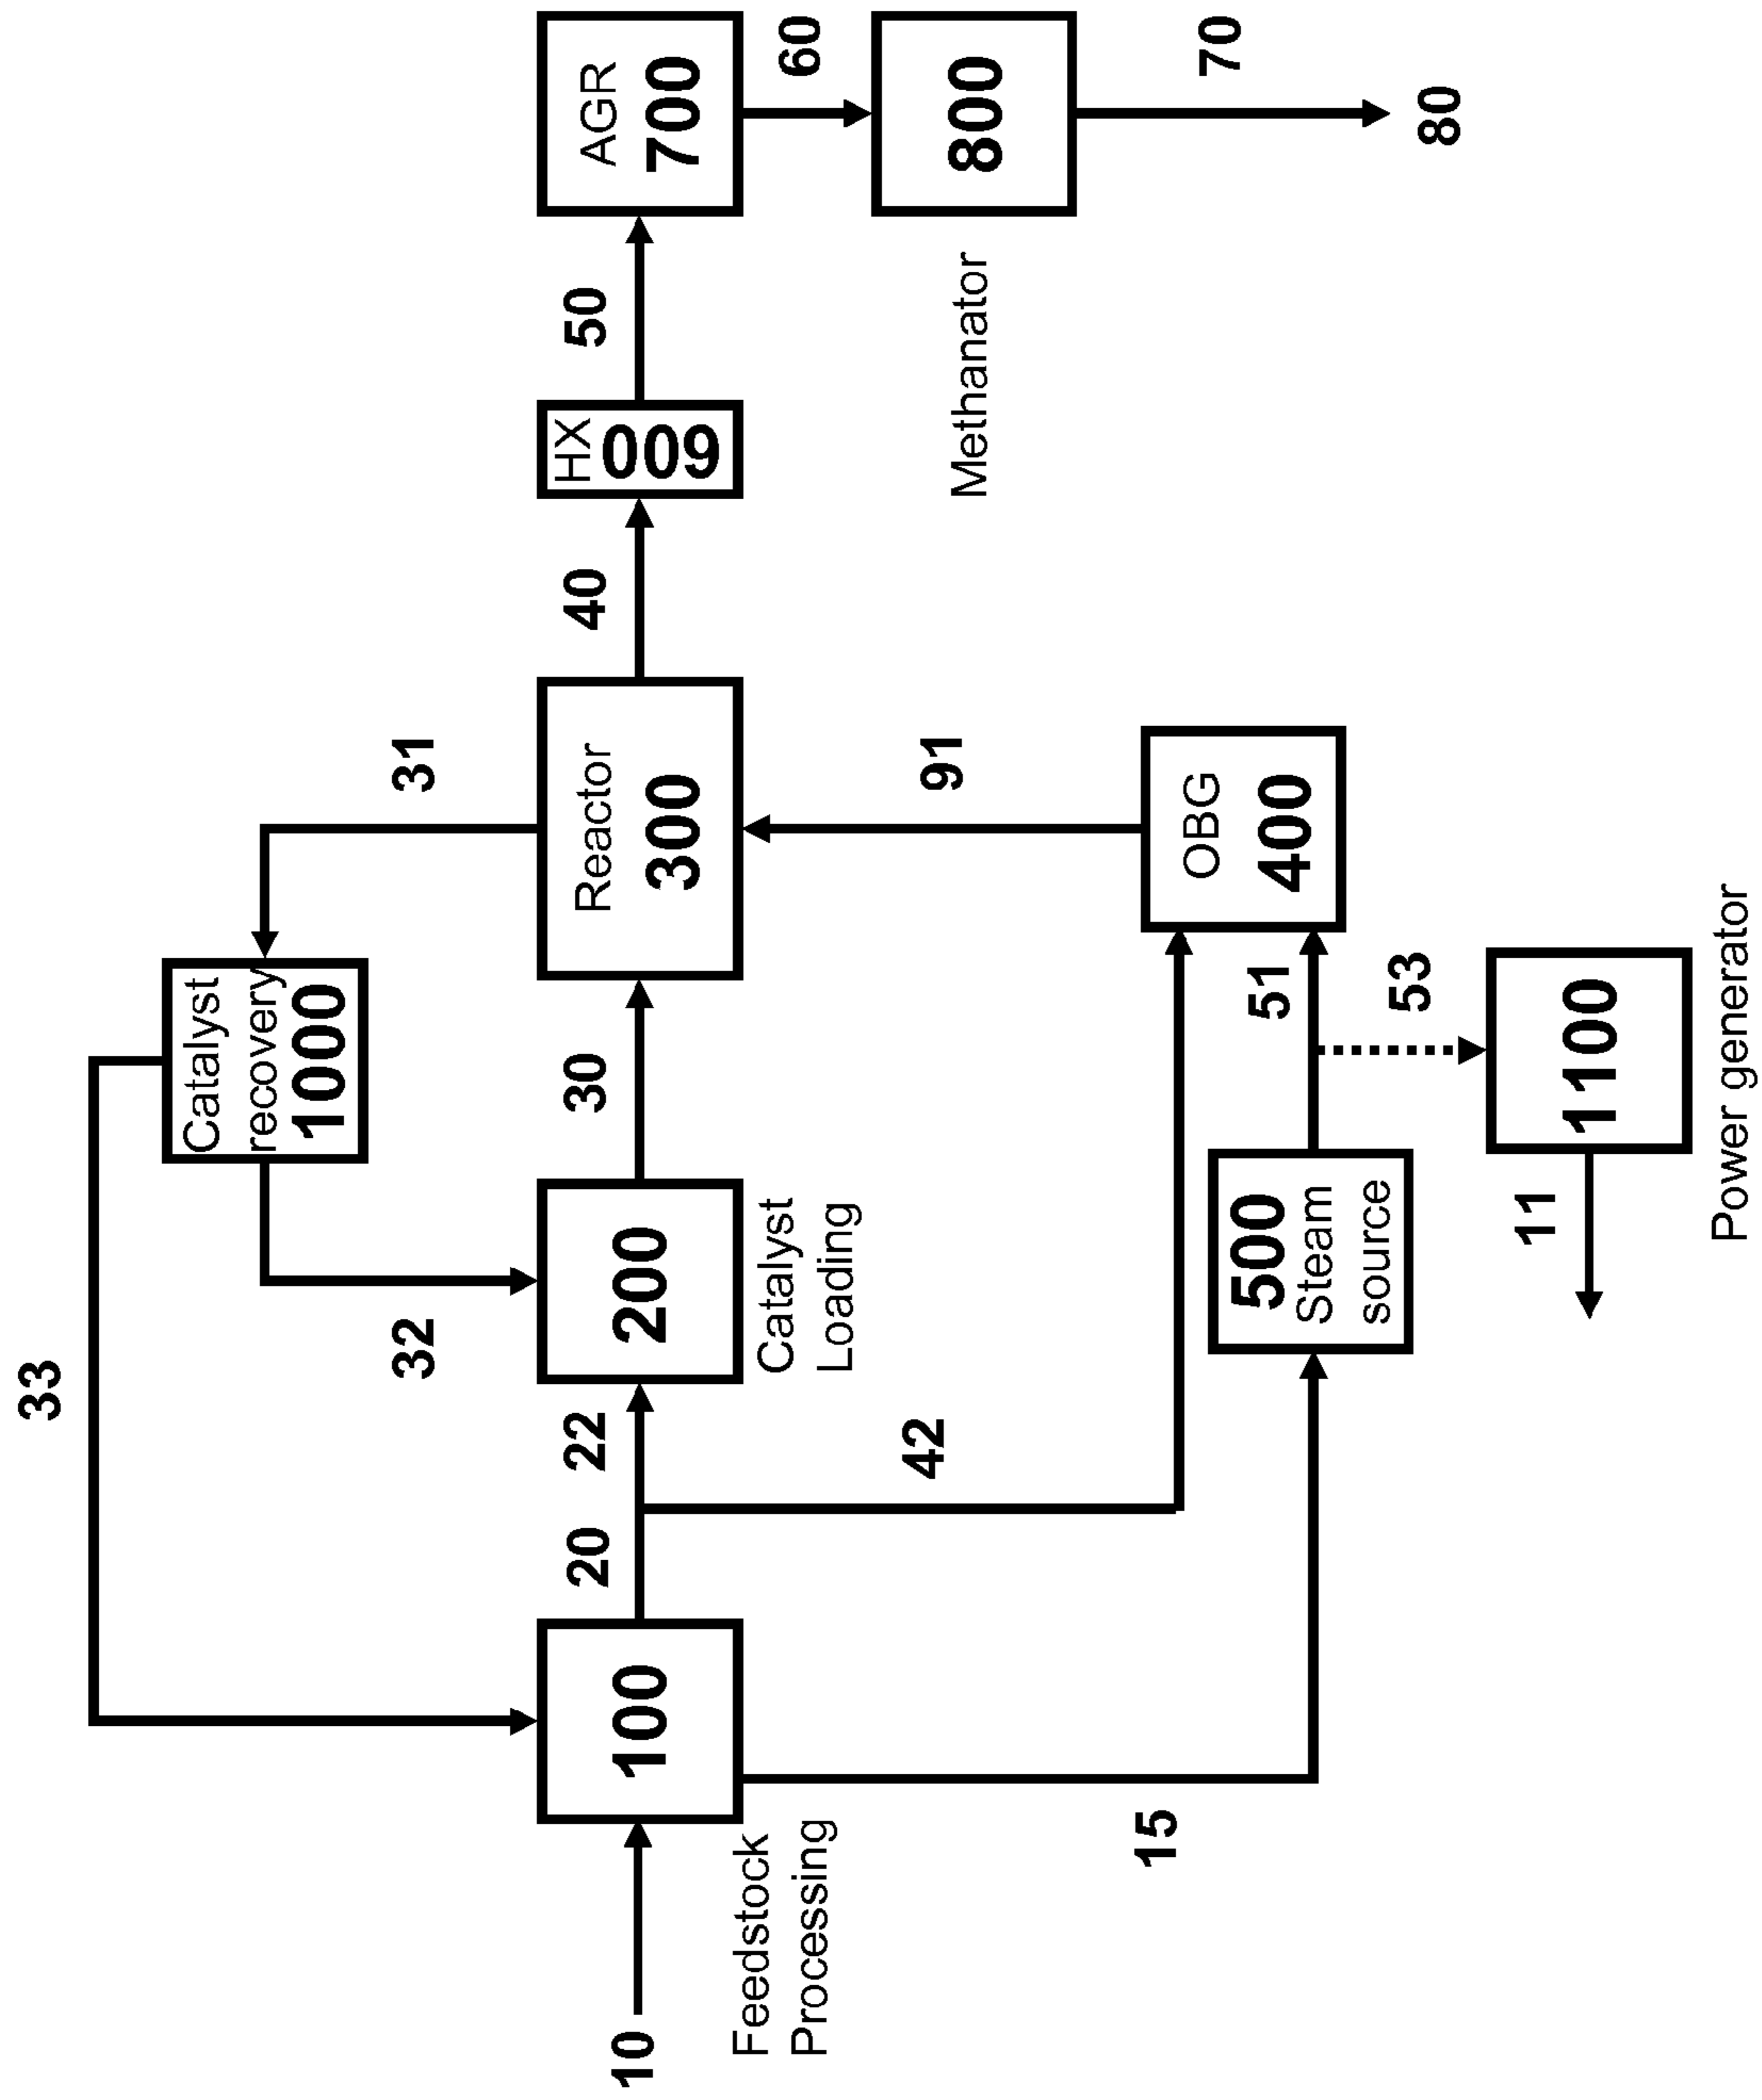 33
Catalyst
recovery
1000
32
31
10
100
Feedstock
Processing
20
22
200
Catalyst
Loading
30
Reactor
300
40
HX
600
50
AGR
700
60
800
Methanator
70
80
42
91
15
500
Steam
source
51
OBG
400
53
11
1100
Power generator